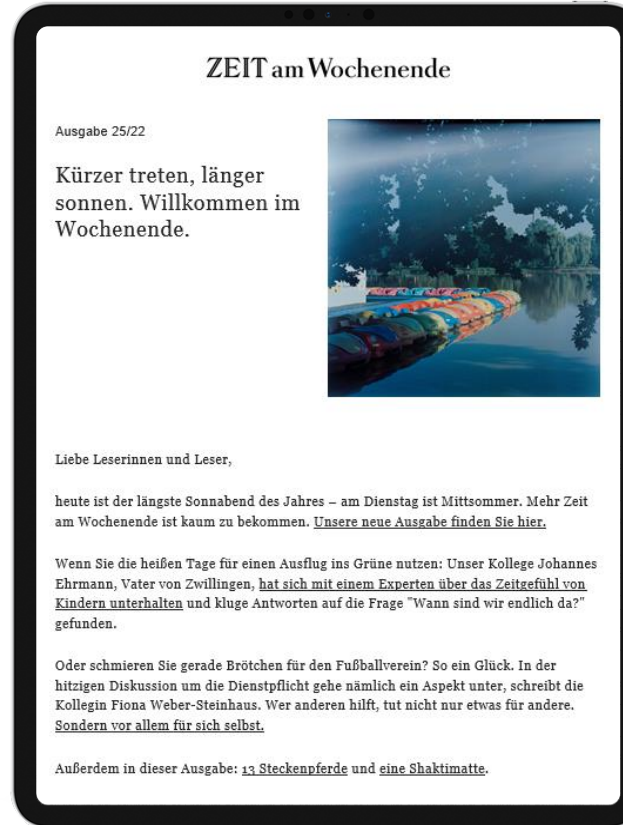 ZEIT am Wochenende
Ausgabe 25/22
Kürzer treten, länger
sonnen. Willkommen im
Wochenende.
Liebe Leserinnen und Leser,
heute ist der längste Sonnabend des Jahres – am Dienstag ist Mittsommer. Mehr Zeit
am Wochenende ist kaum zu bekommen. Unsere neue Ausgabe finden Sie hier.
Wenn Sie die heißen Tage für einen Ausflug ins Grüne nutzen: Unser Kollege Johannes
Ehrmann, Vater von Zwillingen, hat sich mit einem Experten über das Zeitgefühl von
Kindern unterhalten und kluge Antworten auf die Frage "Wann sind wir endlich da?"
gefunden.
Oder schmieren Sie gerade Brötchen für den Fußballverein? So ein Glück. In der
hitzigen Diskussion um die Dienstpflicht gehe nämlich ein Aspekt unter, schreibt die
Kollegin Fiona Weber-Steinhaus. Wer anderen hilft, tut nicht nur etwas für andere.
Sondern vor allem für sich selbst.
Außerdem in dieser Ausgabe: 13 Steckenpferde und eine Shaktimatte.